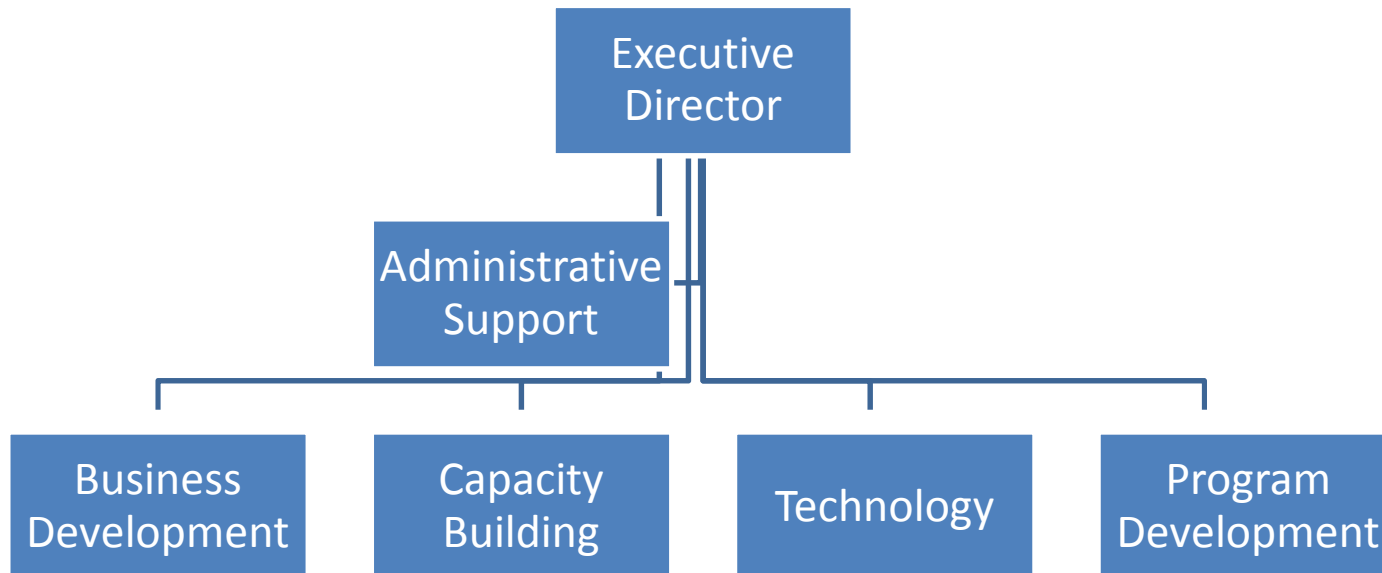 Executive
Director
Administrative
Support
Business
Development
Capacity
Building
Technology
Program
Development